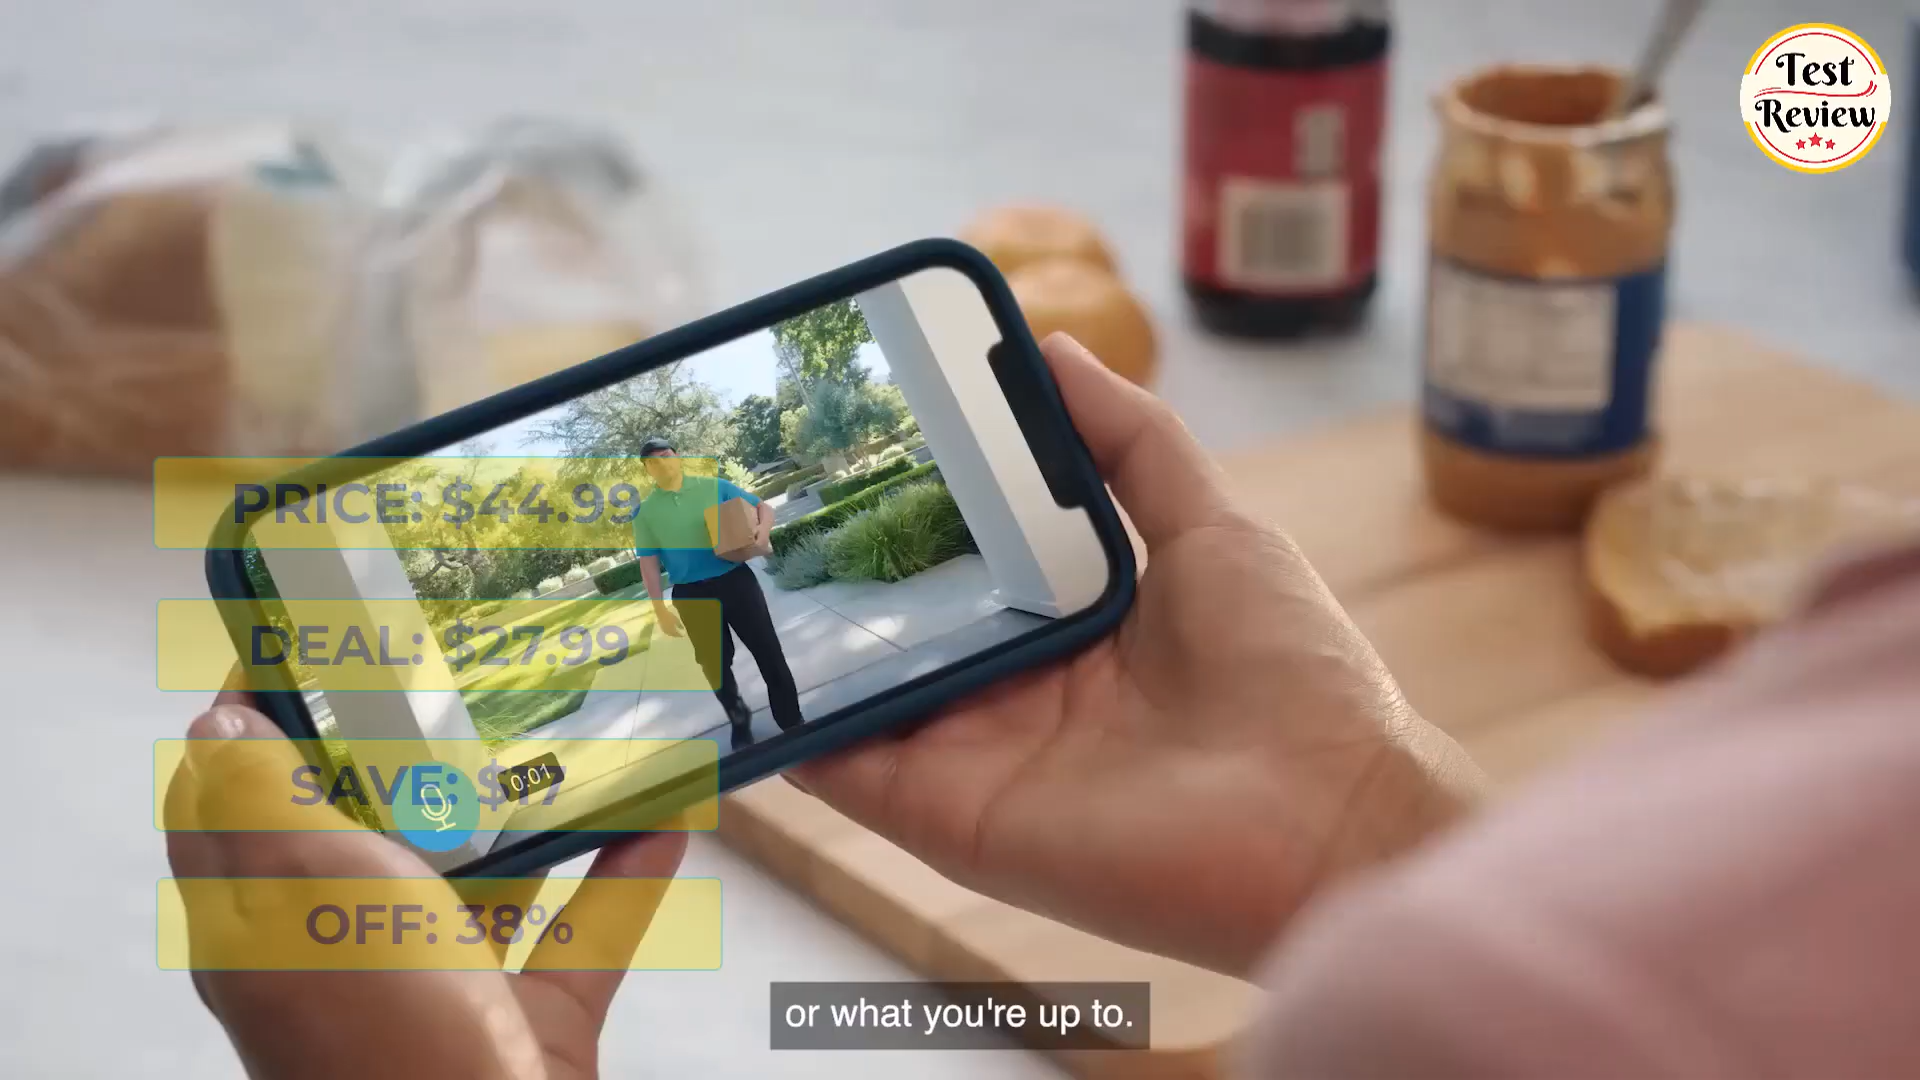 Test
Review
PRICE: $44.99
DEAL: $27.99
SAVE: $17
0:01
OFF: 38%
or what you're up to.